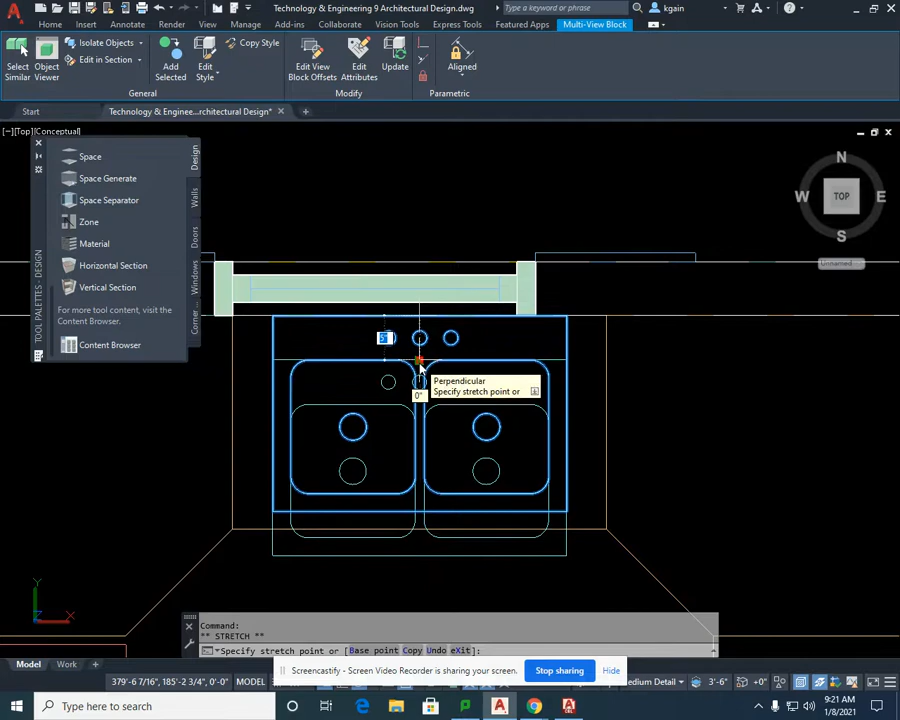 Technology & Engineering 9 Architectural Design.dwg
Type a keyword or phrase
kgain
Home Insert Annotate Render View Manage Add-ins Collaborate Vision Tools Express Tools Featured Apps Multi-View Block
Select Similar
Object Viewer
Isolate Objects
Edit in Section
General
Add Selected
Edit Style
Copy Style
Edit View Block Offsets
Edit Attributes
Update
Modify
Aligned
Parametric
Start
Technology & Enginee...rchitectural Design*
[−][Top][Conceptual]
Space
Space Generate
Space Separator
Zone
Material
Horizontal Section
Vertical Section
For more tool content, visit the
Content Browser.
Content Browser
TOOL PALETTES - DESIGN
Design
Walls
Doors
Windows
Corner ...
N
W TOP E
S
Unnamed
5"
Perpendicular
Specify stretch point or
0"
Y
X
Command:
** STRETCH **
Specify stretch point or [Base point Copy Undo eXit]:
Model Work
Screencastify - Screen Video Recorder is sharing your screen. Stop sharing Hide
379'-6 7/16", 185'-2 3/4", 0'-0" MODEL
edium Detail 3'-6" +0"
Type here to search
9:21 AM
1/8/2021